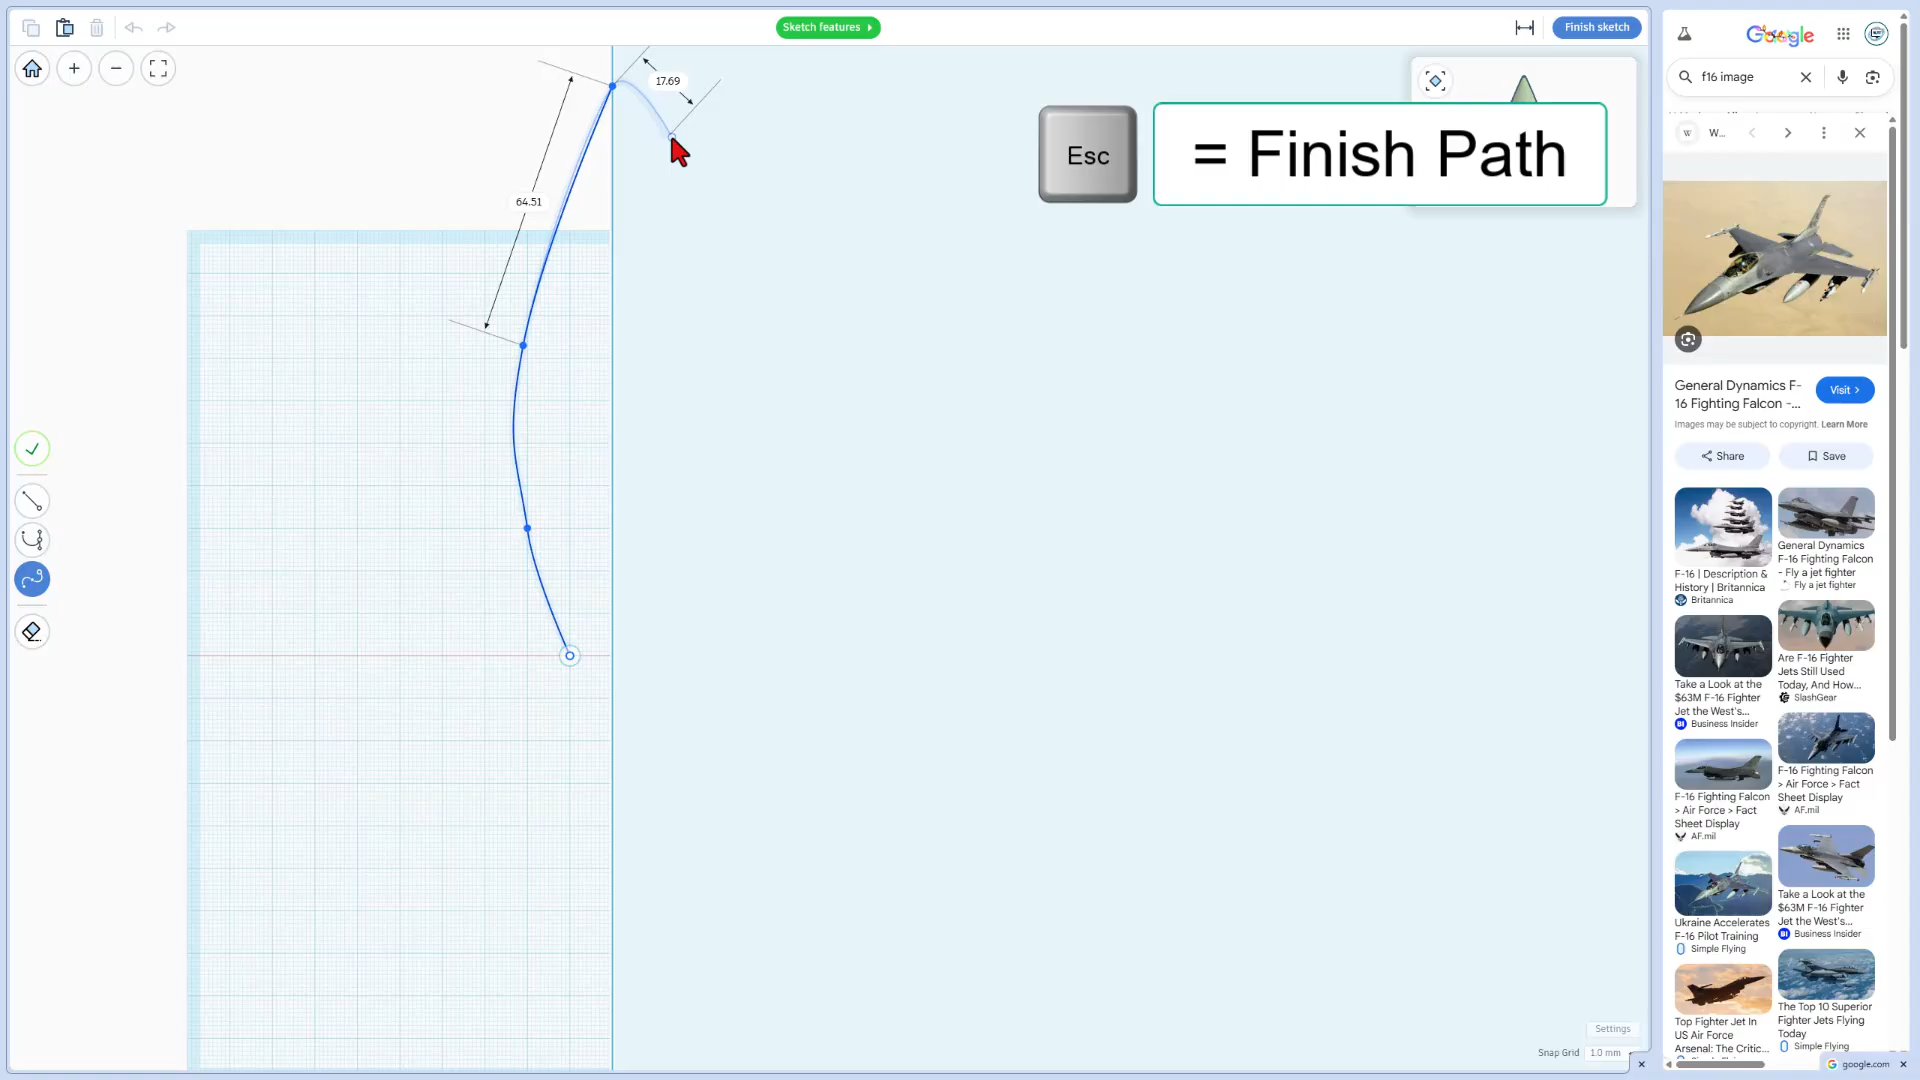 Sketch features
Finish sketch
17.69
64.51
Esc
= Finish Path
Settings
Snap Grid
1.0 mm
Google
f16 image
W
W...
General Dynamics F-
16 Fighting Falcon -...
Visit
Images may be subject to copyright. Learn More
Share
Save
F-16 | Description &
History | Britannica
Britannica
General Dynamics
F-16 Fighting Falcon
- Fly a jet fighter
Fly a jet fighter
Take a Look at the
$63M F-16 Fighter
Jet the West's...
BI Business Insider
Are F-16 Fighter
Jets Still Used
Today, And How...
SlashGear
F-16 Fighting Falcon
> Air Force > Fact
Sheet Display
AF.mil
F-16 Fighting Falcon
> Air Force > Fact
Sheet Display
AF.mil
Ukraine Accelerates
F-16 Pilot Training
Simple Flying
Take a Look at the
$63M F-16 Fighter
Jet the West's...
BI Business Insider
Top Fighter Jet In
US Air Force
Arsenal: The Critic...
The Top 10 Superior
Fighter Jets Flying
Today
Simple Flying
google.com